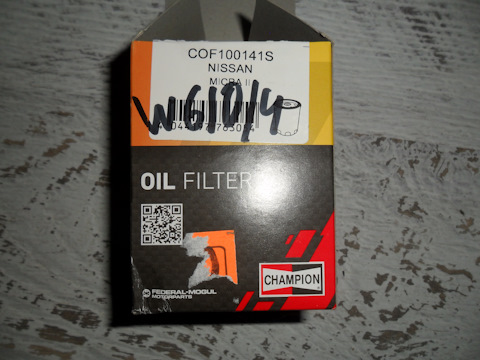 COF100141S
NISSAN
MICRA II
W610/4
OIL FILTER
FEDERAL-MOGUL
MOTORPARTS
CHAMPION